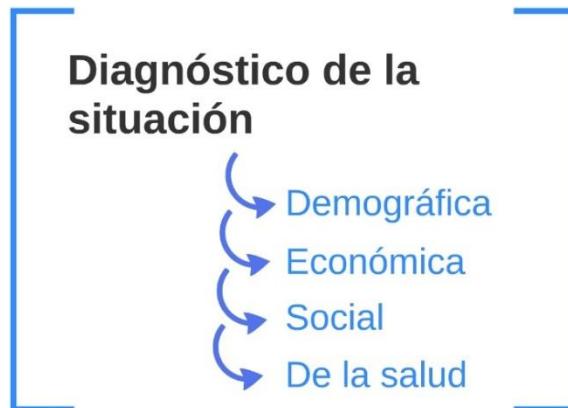 Diagnóstico de la
situación
Demográfica
Económica
Social
De la salud